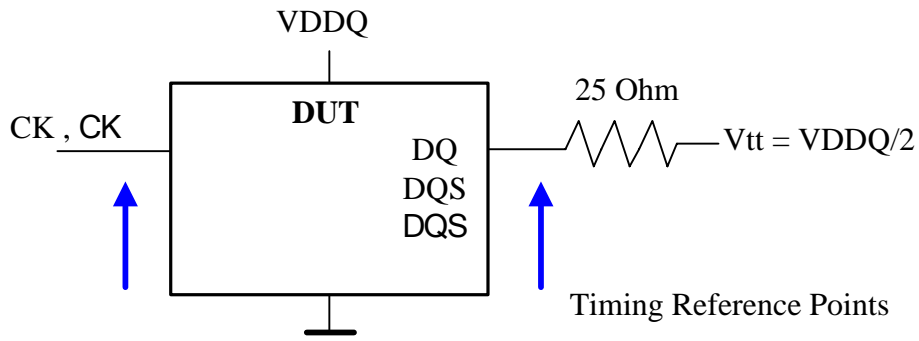 VDDQ
DUT
25 Ohm
CK , CK
DQ
Vtt = VDDQ/2
DQS
DQS
Timing Reference Points